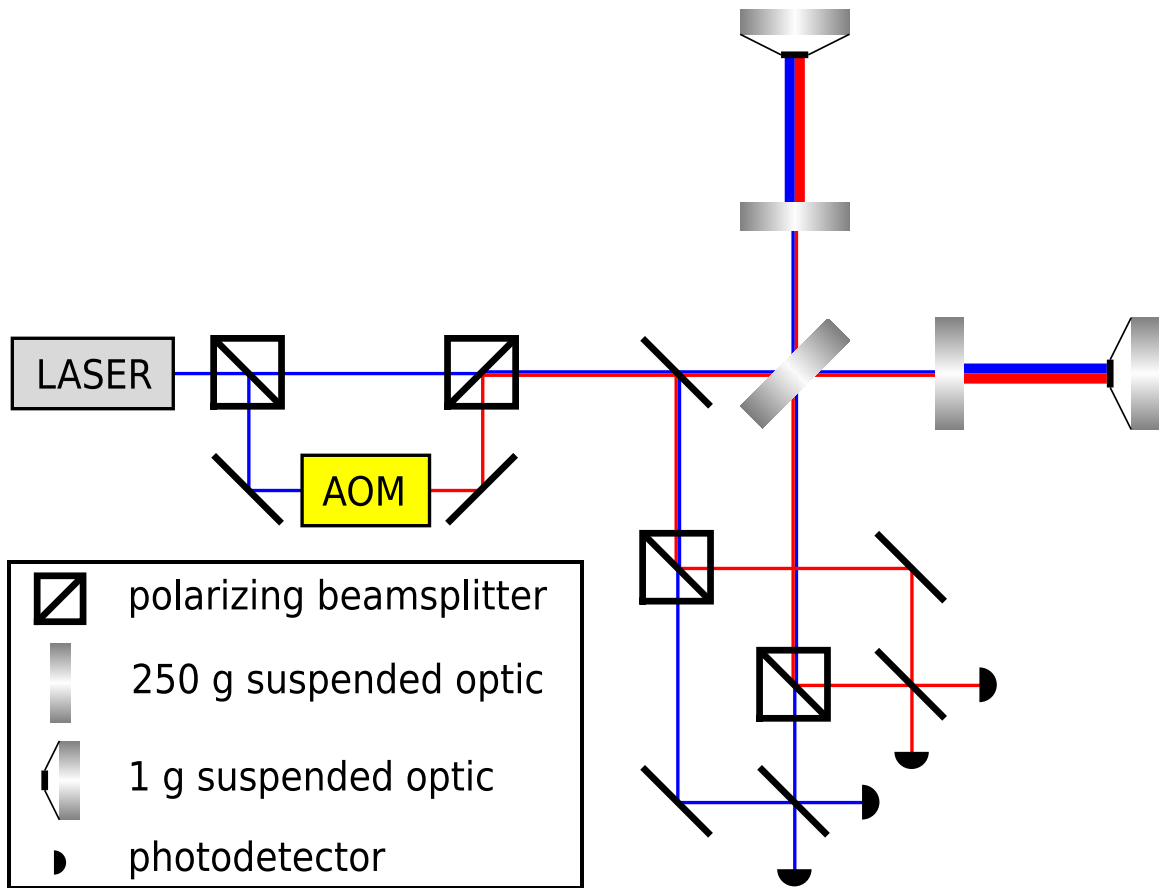 LASER
AOM
polarizing beamsplitter
250 g suspended optic
1 g suspended optic
photodetector